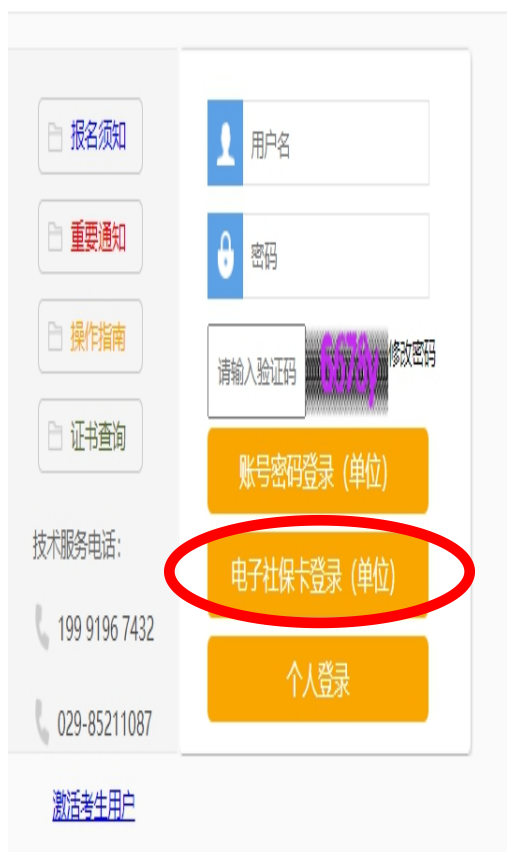 报名须知
重要通知
操作指南
证书查询
技术服务电话：
199 9196 7432
029-85211087
激活考生用户
用户名
密码
请输入验证码
6678y
修改密码
账号密码登录（单位）
电子社保卡登录（单位）
个人登录